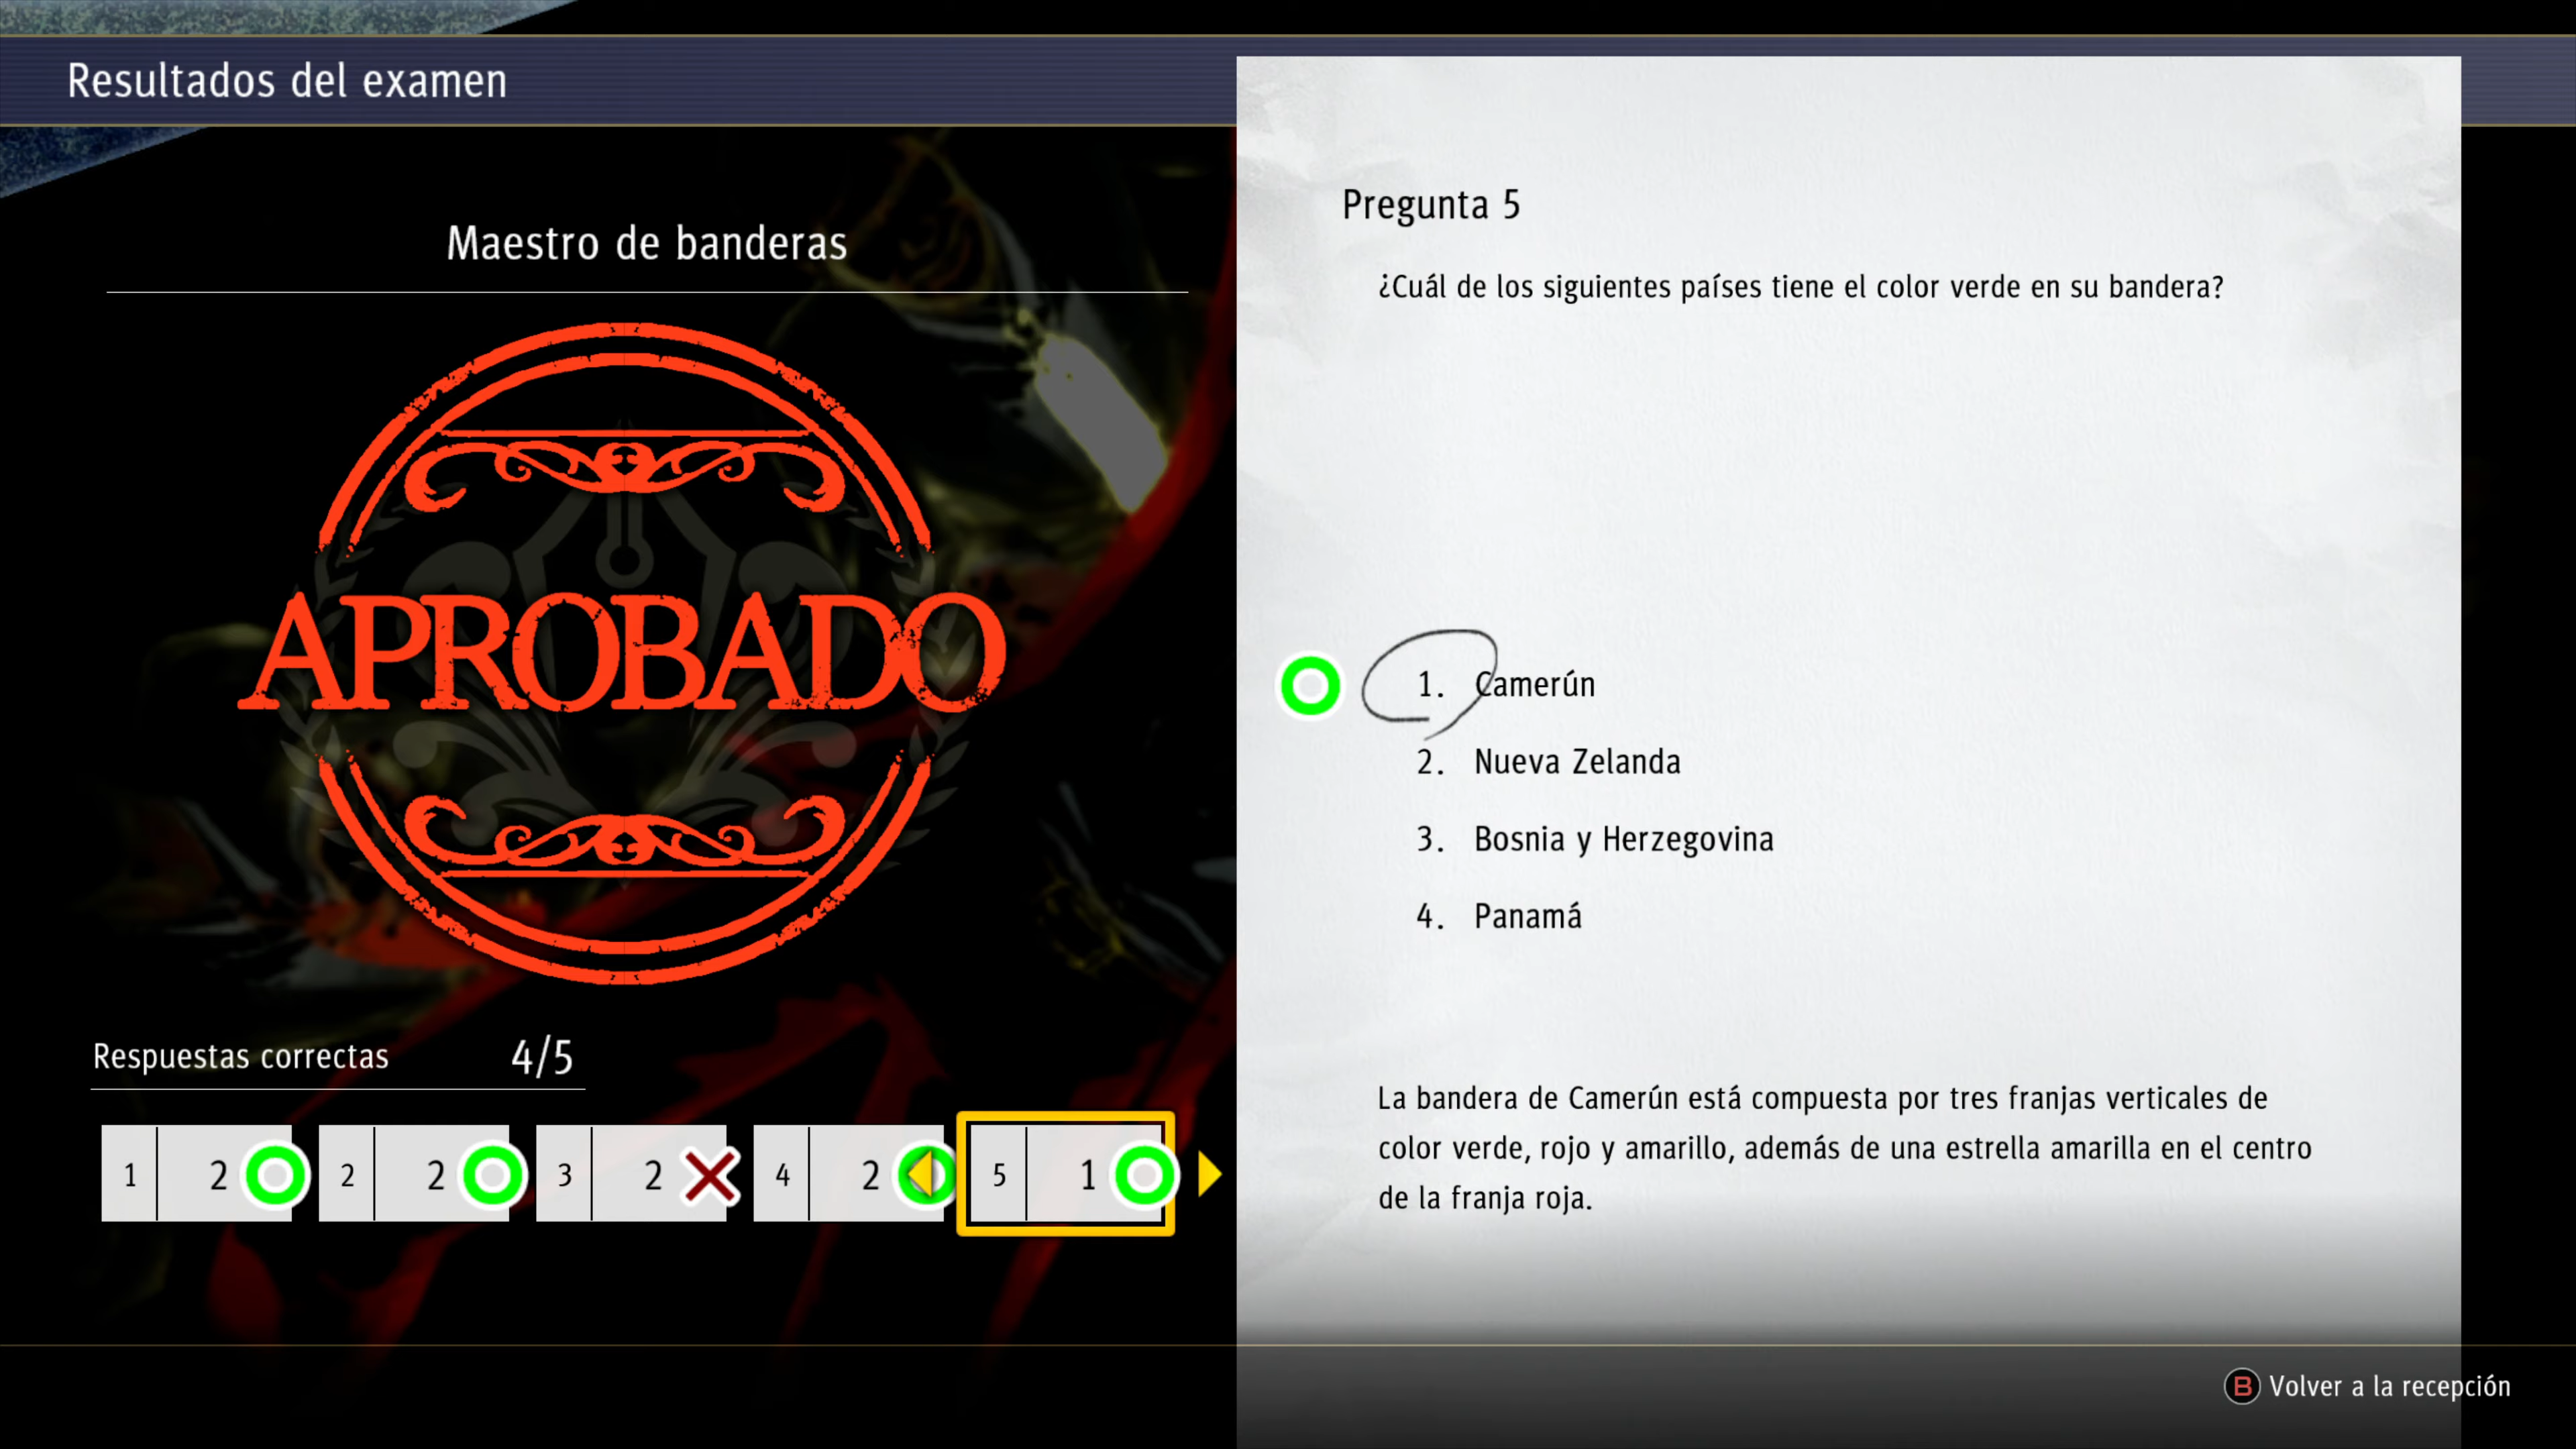 Resultados del examen
Maestro de banderas
APROBADO
Respuestas correctas 4/5
1 2 2 2 3 2 4 2 5 1
Pregunta 5
¿Cuál de los siguientes países tiene el color verde en su bandera?
1. Camerún
2. Nueva Zelanda
3. Bosnia y Herzegovina
4. Panamá
La bandera de Camerún está compuesta por tres franjas verticales de
color verde, rojo y amarillo, además de una estrella amarilla en el centro
de la franja roja.
B Volver a la recepción